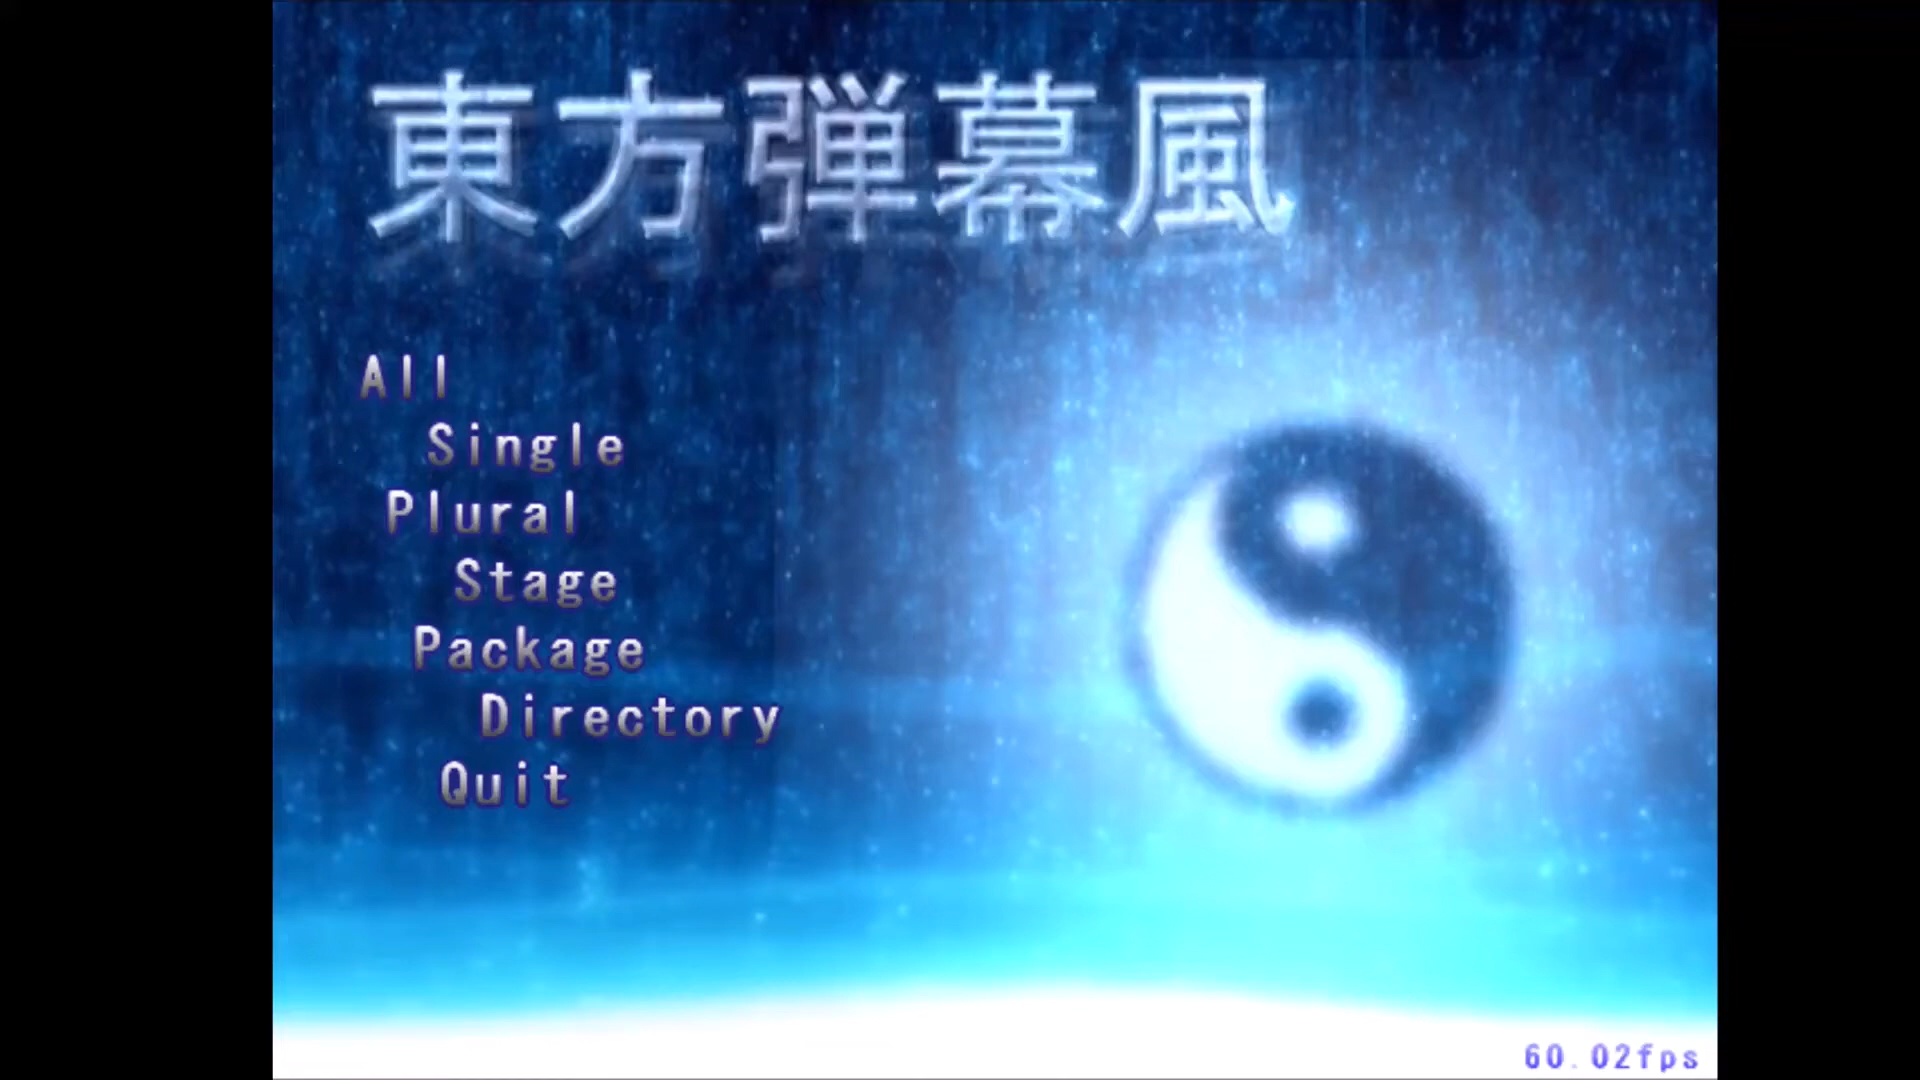 東方弾幕風
All
Single
Plural
Stage
Package
Directory
Quit
60.02fps